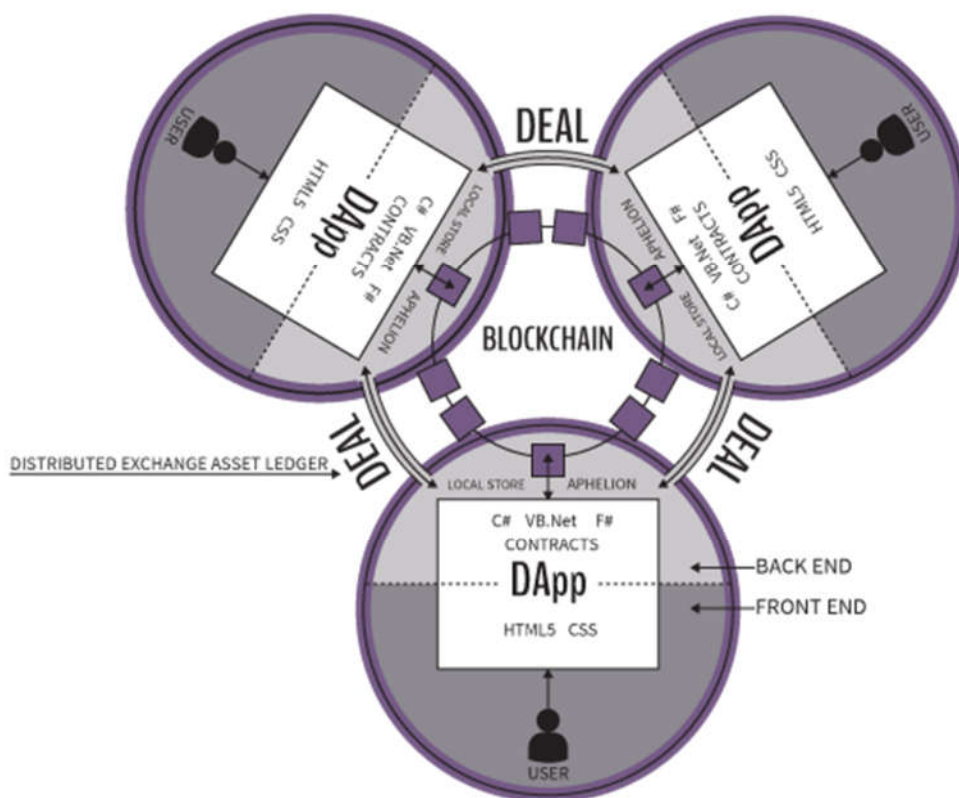 DEAL
USER
HTML5 CSS
DApp
C# VB.Net F#
CONTRACTS
LOCAL STORE
APHELION
USER
HTML5 CSS
DApp
C# VB.Net F#
CONTRACTS
APHELION
LOCAL STORE
BLOCKCHAIN
DEAL
DEAL
DISTRIBUTED EXCHANGE ASSET LEDGER
LOCAL STORE APHELION
C# VB.Net F#
CONTRACTS
DApp
HTML5 CSS
BACK END
FRONT END
USER